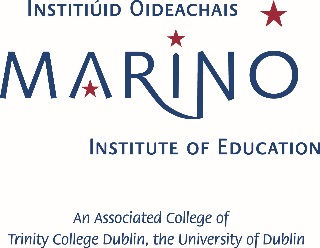 Institiúid Oideachais
MARINO
Institute of Education
An Associated College of
Trinity College Dublin, the University of Dublin